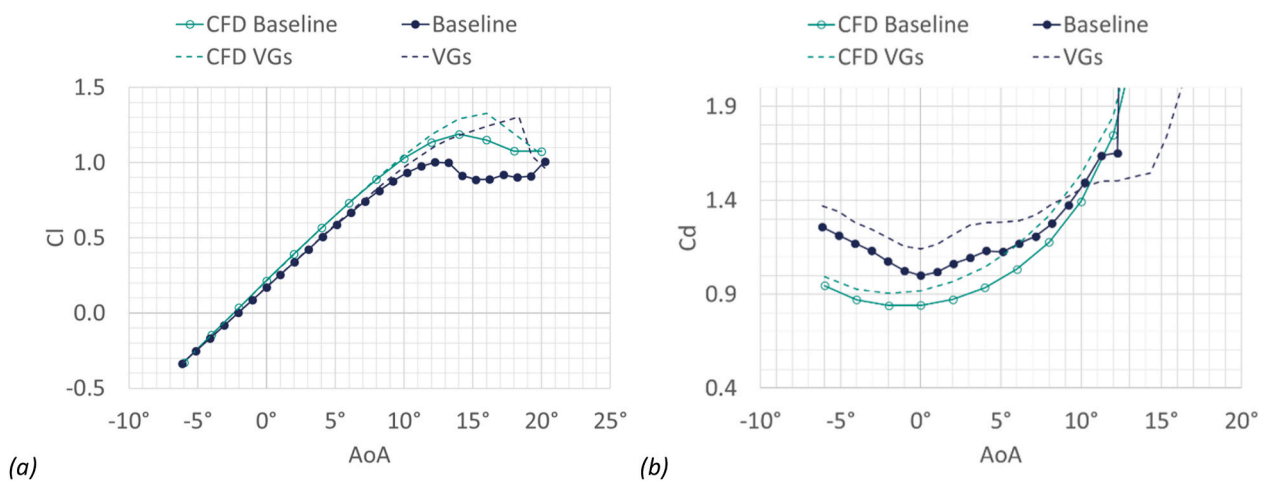 CFD Baseline Baseline
CFD VGs VGs
1.5
1.0
0.5
0.0
-0.5
Cl
-10° -5° 0° 5° 10° 15° 20° 25°
AoA
(a)
CFD Baseline Baseline
CFD VGs VGs
1.9
1.4
0.9
0.4
Cd
-10° -5° 0° 5° 10° 15° 20°
AoA
(b)